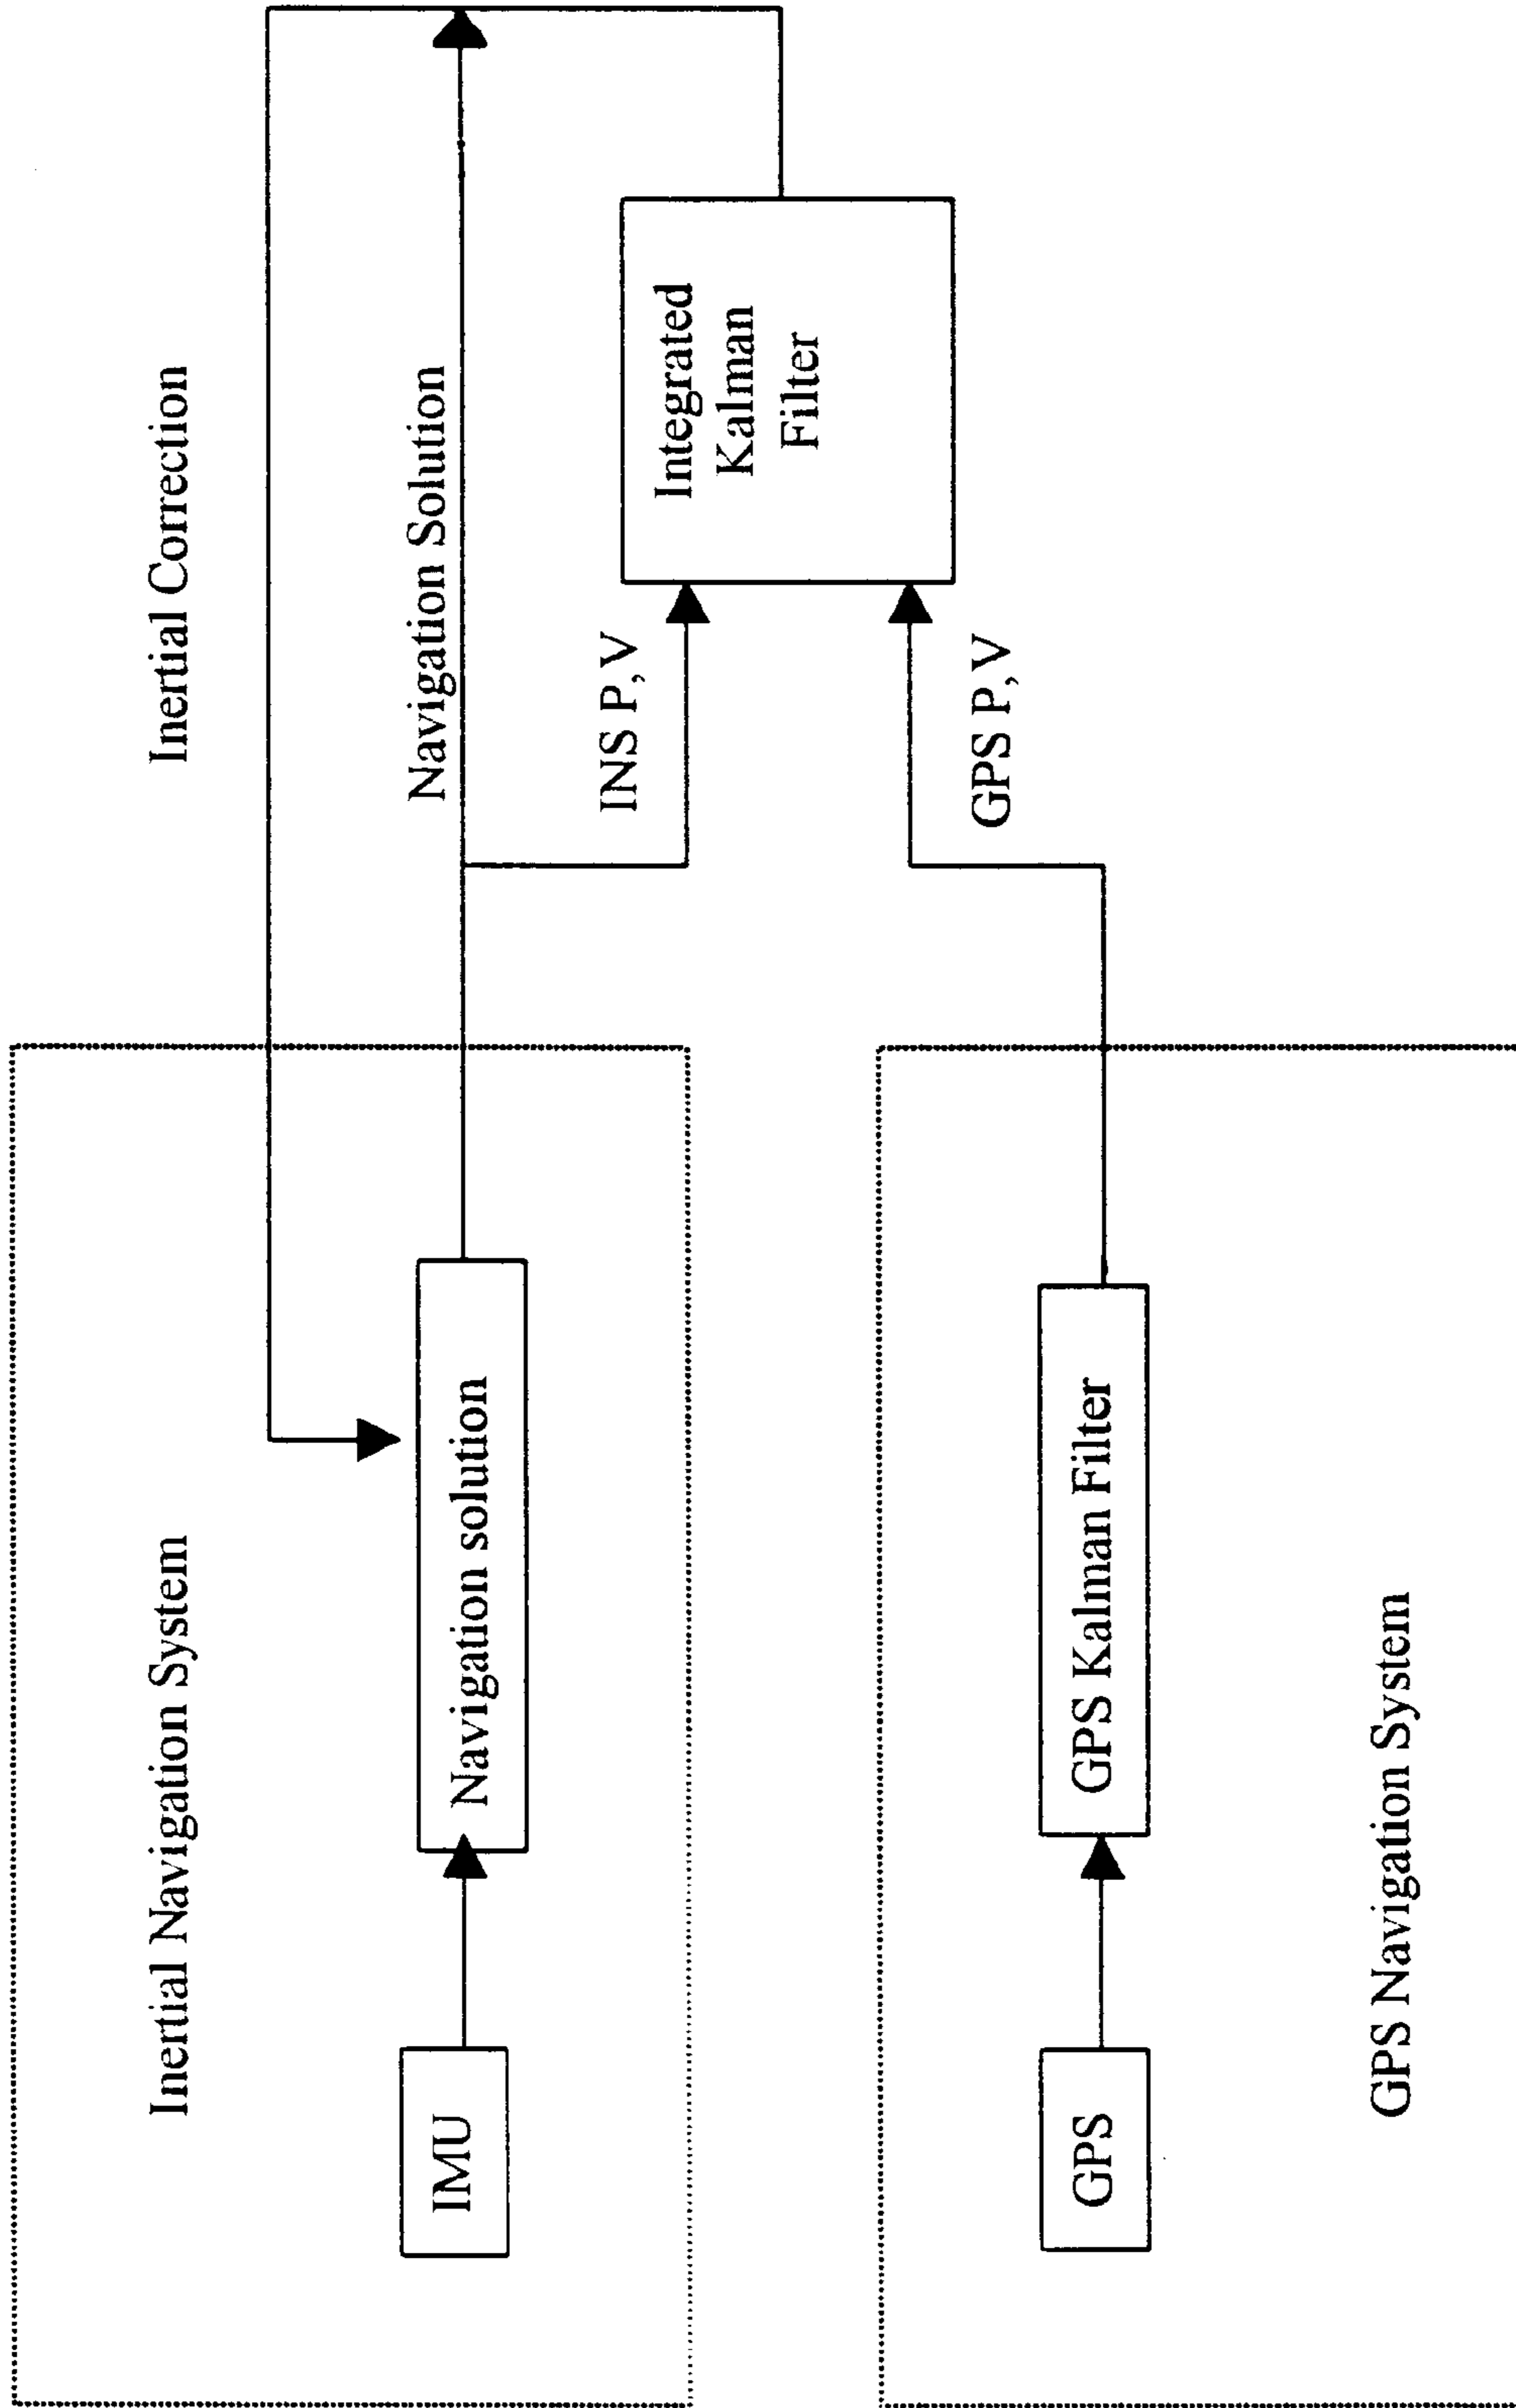 Inertial Navigation System
Inertial Correction
IMU
Navigation solution
Navigation Solution
INS P, V
Integrated
Kalman
Filter
GPS P, V
GPS
GPS Kalman Filter
GPS Navigation System